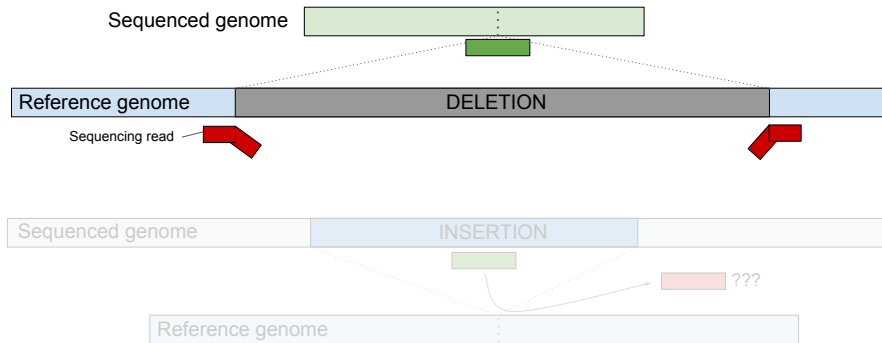 Sequenced genome
Reference genome
DELETION
Sequencing read
Sequenced genome
INSERTION
???
Reference genome